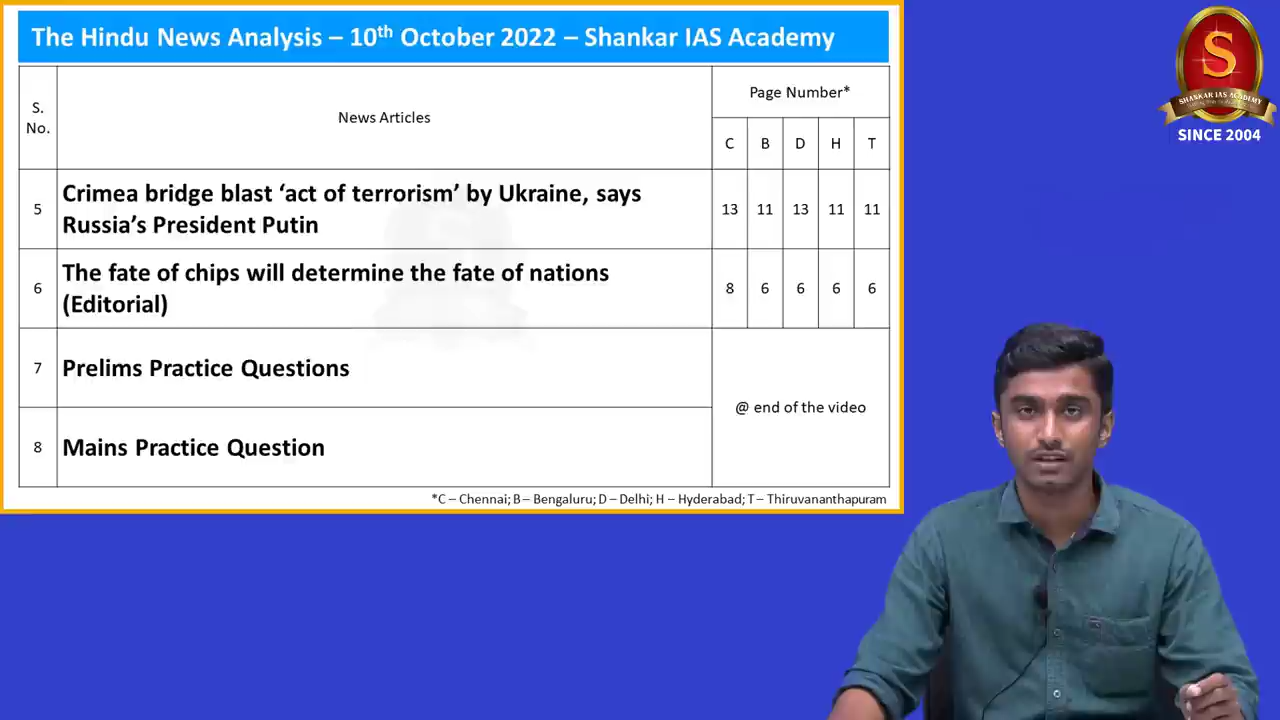 The Hindu News Analysis – 10th October 2022 – Shankar IAS Academy
S. No.
News Articles
Page Number*
C B D H T
5
Crimea bridge blast ‘act of terrorism’ by Ukraine, says
Russia’s President Putin
13 11 13 11 11
6
The fate of chips will determine the fate of nations
(Editorial)
8 6 6 6 6
7
Prelims Practice Questions
@ end of the video
8
Mains Practice Question
*C – Chennai; B – Bengaluru; D – Delhi; H – Hyderabad; T – Thiruvananthapuram
S
SHANKAR IAS ACADEMY
SINCE 2004